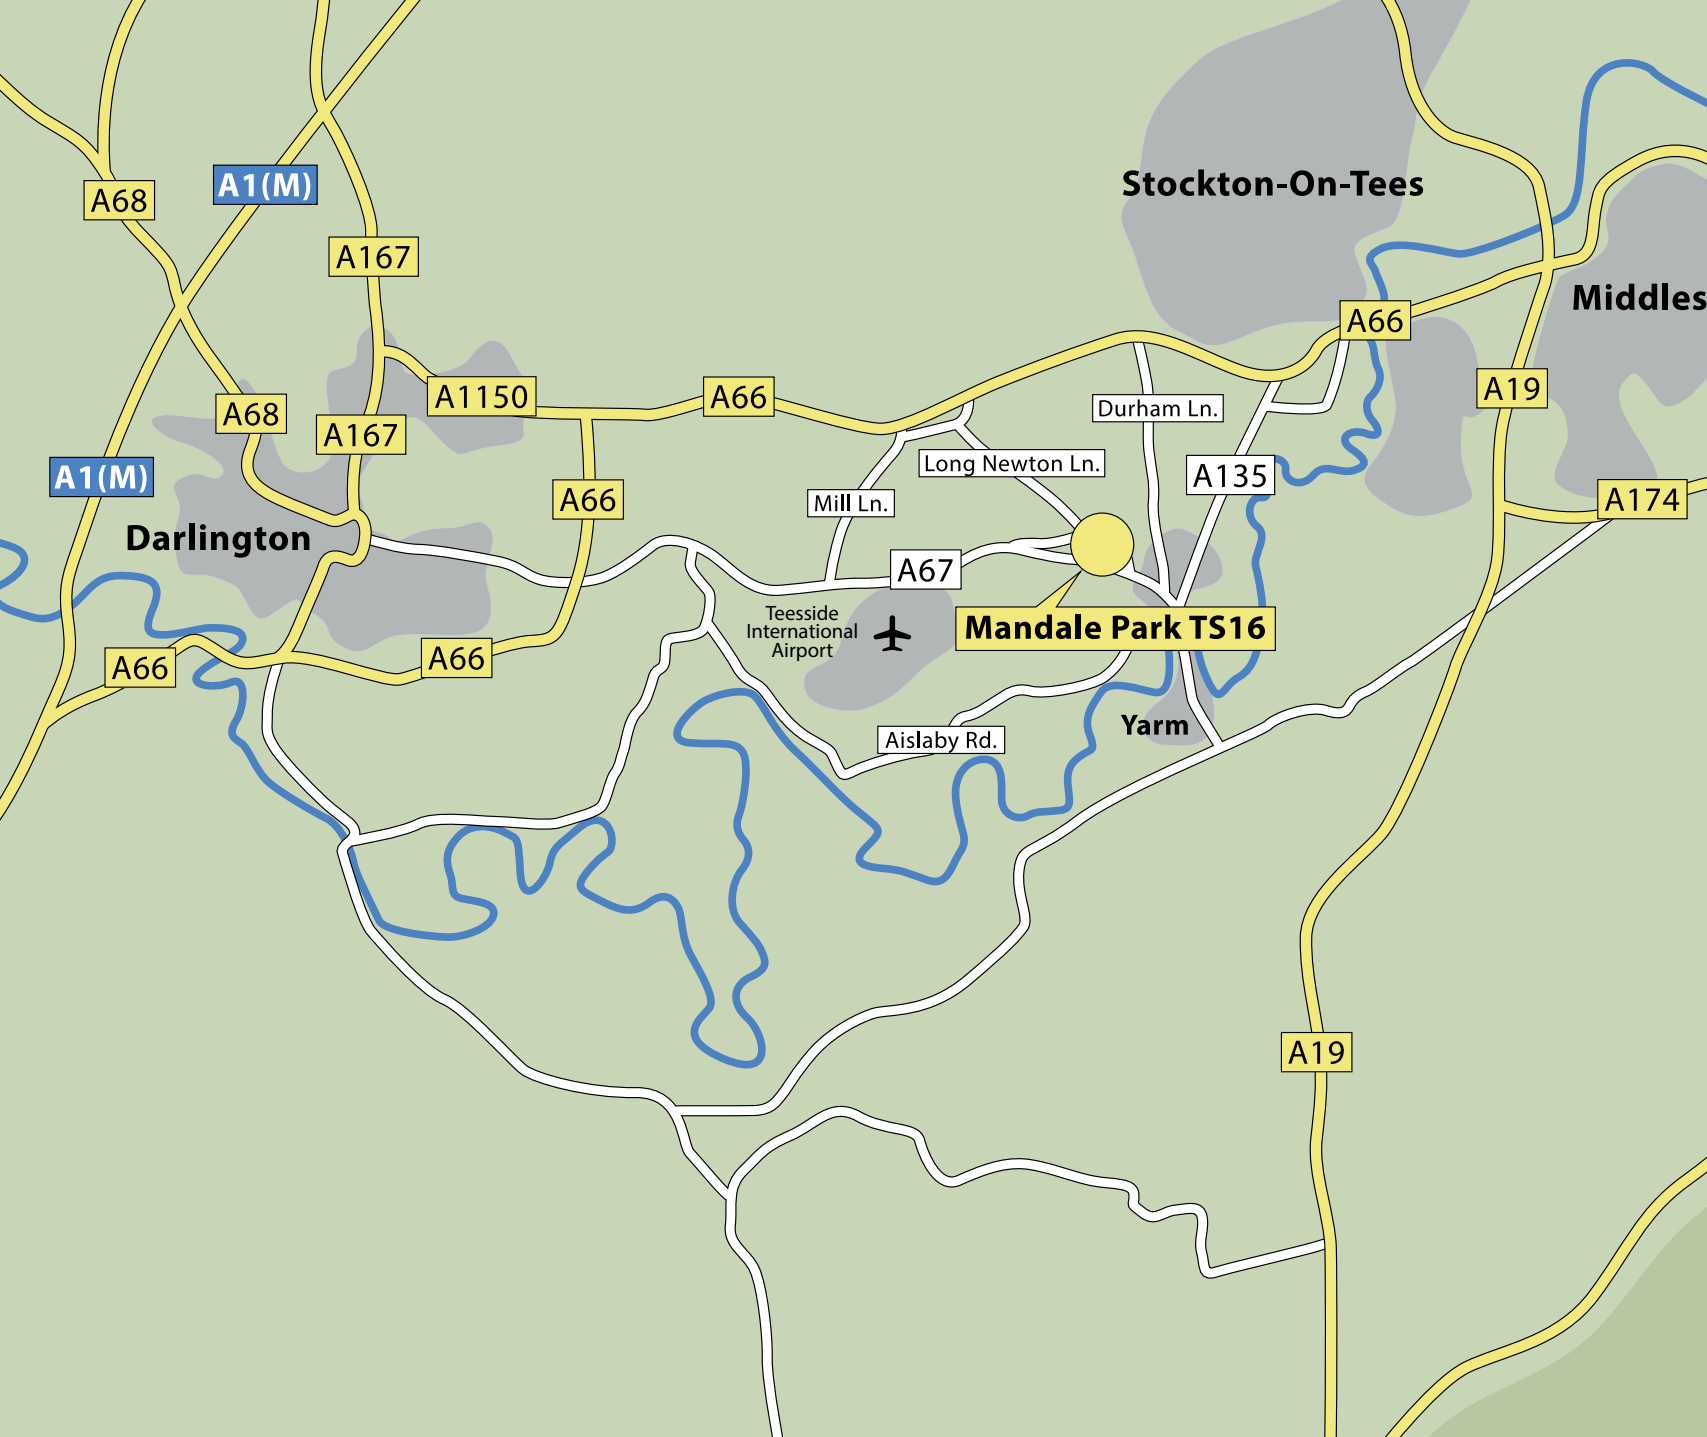 Stockton-On-Tees
A1(M)
A68
A167
Middles
A66
A1150
A66
A19
A68
A167
Durham Ln.
Long Newton Ln.
A135
A1(M)
A66
Mill Ln.
A174
Darlington
A67
Teesside
International
Airport
Mandale Park TS16
A66
A66
Yarm
Aislaby Rd.
A19